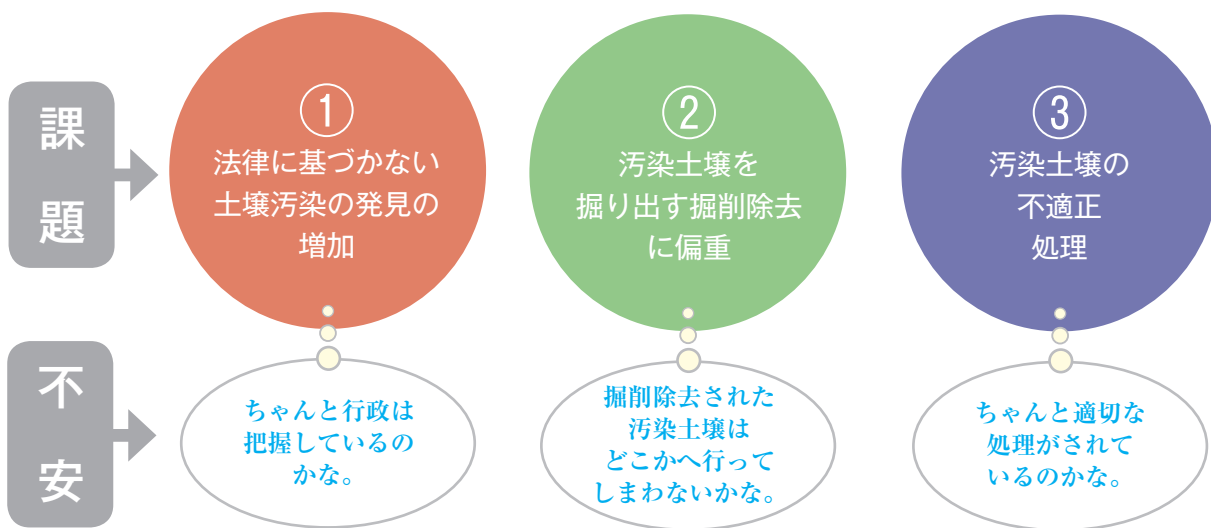 課題
①
法律に基づかない
土壌汚染の発見の
増加
②
汚染土壌を
掘り出す掘削除去
に偏重
③
汚染土壌の
不適正
処理
不安
ちゃんと行政は
把握しているの
かな。
掘削除去された
汚染土壌は
どこかへ行って
しまわないかな。
ちゃんと適切な
処理がされて
いるのかな。